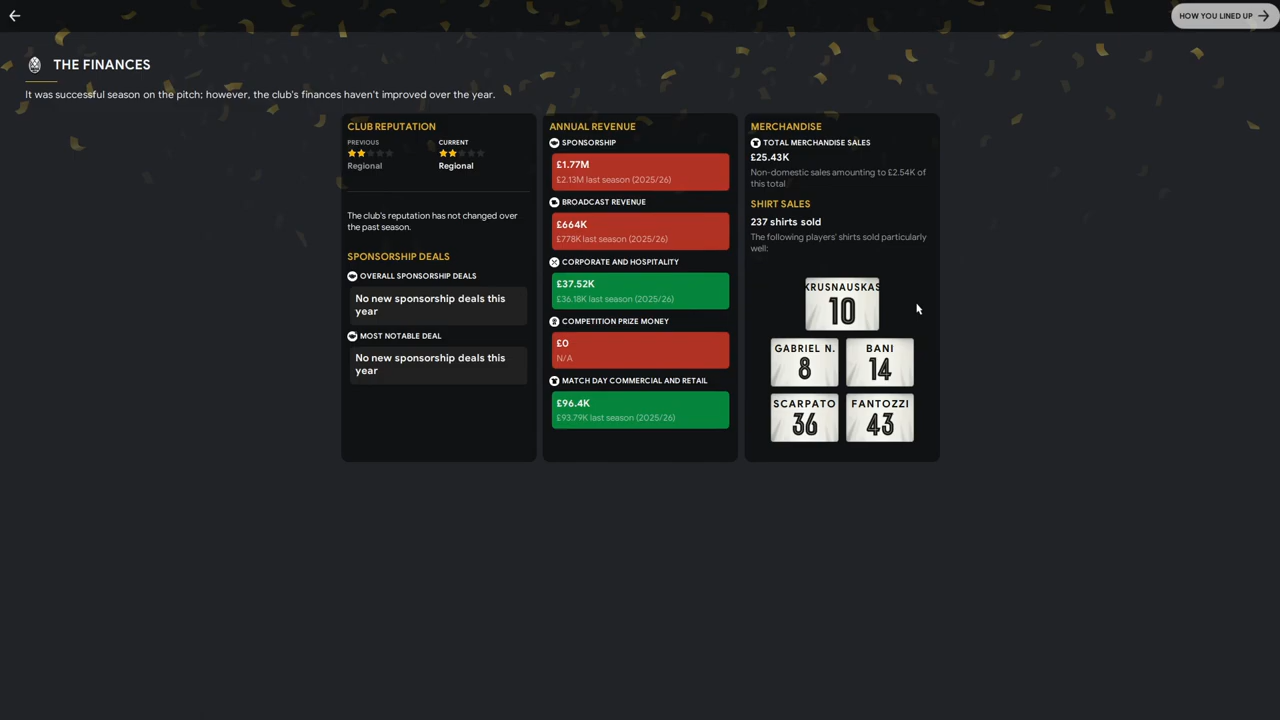 HOW YOU LINED UP
THE FINANCES
It was successful season on the pitch; however, the club's finances haven't improved over the year.
CLUB REPUTATION
PREVIOUS
CURRENT
Regional
Regional
The club's reputation has not changed over
the past season.
SPONSORSHIP DEALS
OVERALL SPONSORSHIP DEALS
No new sponsorship deals this
year
MOST NOTABLE DEAL
No new sponsorship deals this
year
ANNUAL REVENUE
SPONSORSHIP
£1.77M
£2.13M last season (2025/26)
BROADCAST REVENUE
£664K
£778K last season (2025/26)
CORPORATE AND HOSPITALITY
£37.52K
£36.18K last season (2025/26)
COMPETITION PRIZE MONEY
£0
N/A
MATCH DAY COMMERCIAL AND RETAIL
£96.4K
£93.79K last season (2025/26)
MERCHANDISE
TOTAL MERCHANDISE SALES
£25.43K
Non-domestic sales amounting to £2.54K of
this total
SHIRT SALES
237 shirts sold
The following players' shirts sold particularly
well:
KRUSNAUSKAS
10
GABRIEL N.
8
BANI
14
SCARPATO
36
FANTOZZI
43